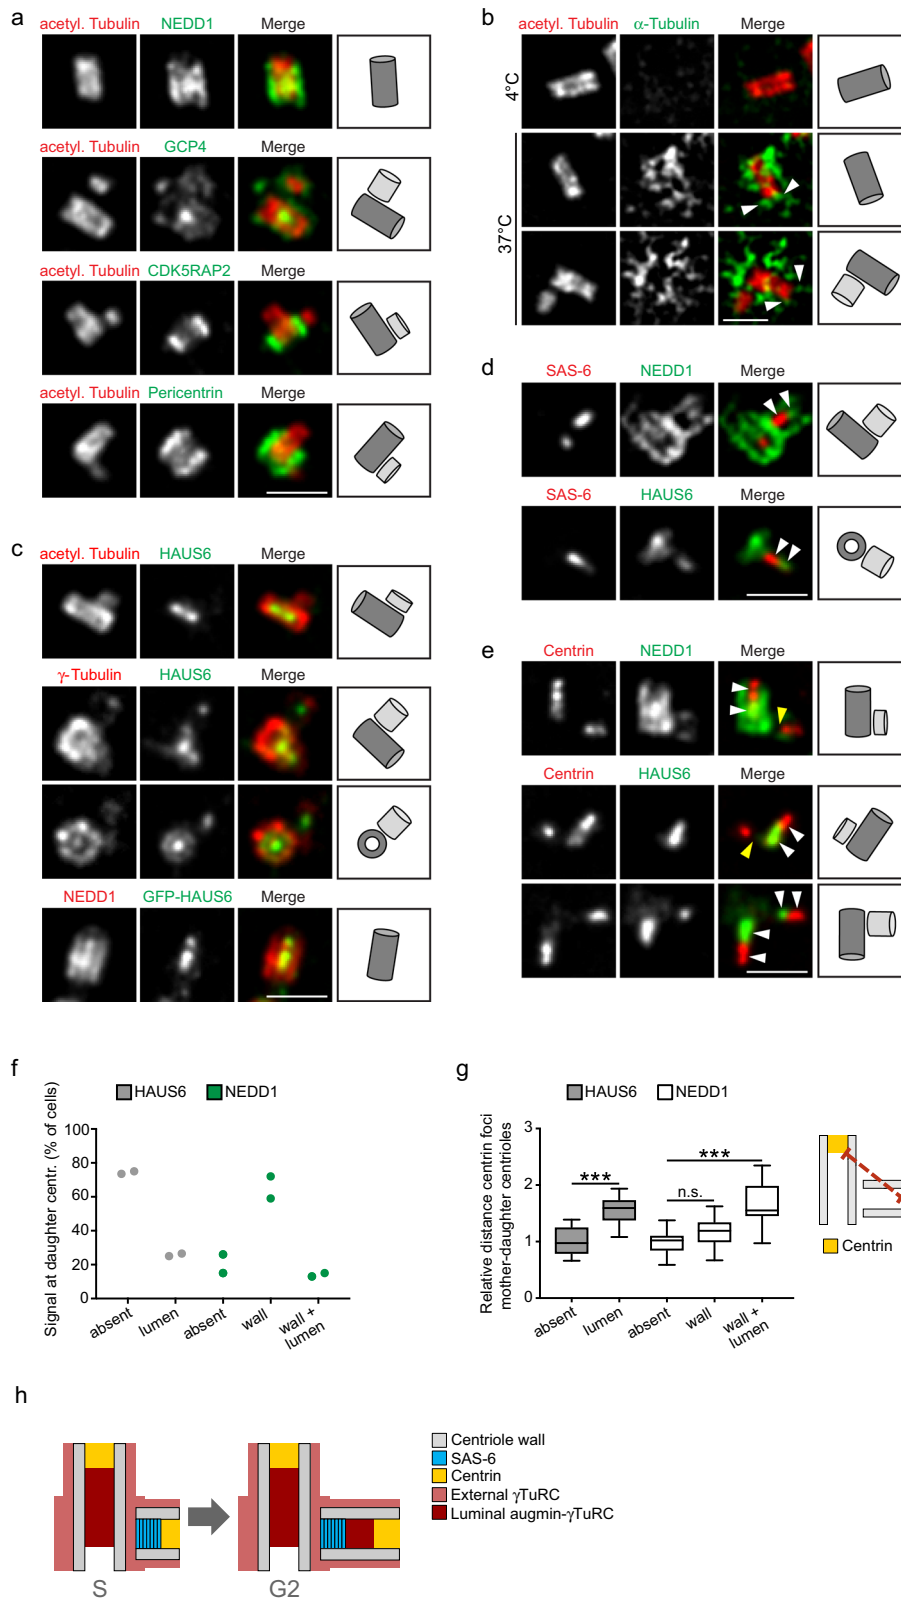 a
acetyl. Tubulin NEDD1 Merge
acetyl. Tubulin GCP4 Merge
acetyl. Tubulin CDK5RAP2 Merge
acetyl. Tubulin Pericentrin Merge
b
acetyl. Tubulin α-Tubulin Merge
4°C
37°C
c
acetyl. Tubulin HAUS6 Merge
γ-Tubulin HAUS6 Merge
NEDD1 GFP-HAUS6 Merge
d
SAS-6 NEDD1 Merge
SAS-6 HAUS6 Merge
e
Centrin NEDD1 Merge
Centrin HAUS6 Merge
f
HAUS6 NEDD1
Signal at daughter centr. (% of cells)
100
80
60
40
20
0
absent
lumen
absent
wall
wall +
lumen
g
HAUS6 NEDD1
Relative distance centrin foci
mother-daughter centrioles
3
2
1
0
***
n.s.
***
absent
lumen
absent
wall
wall +
lumen
Centrin
h
S
G2
Centriole wall
SAS-6
Centrin
External γTuRC
Luminal augmin-γTuRC